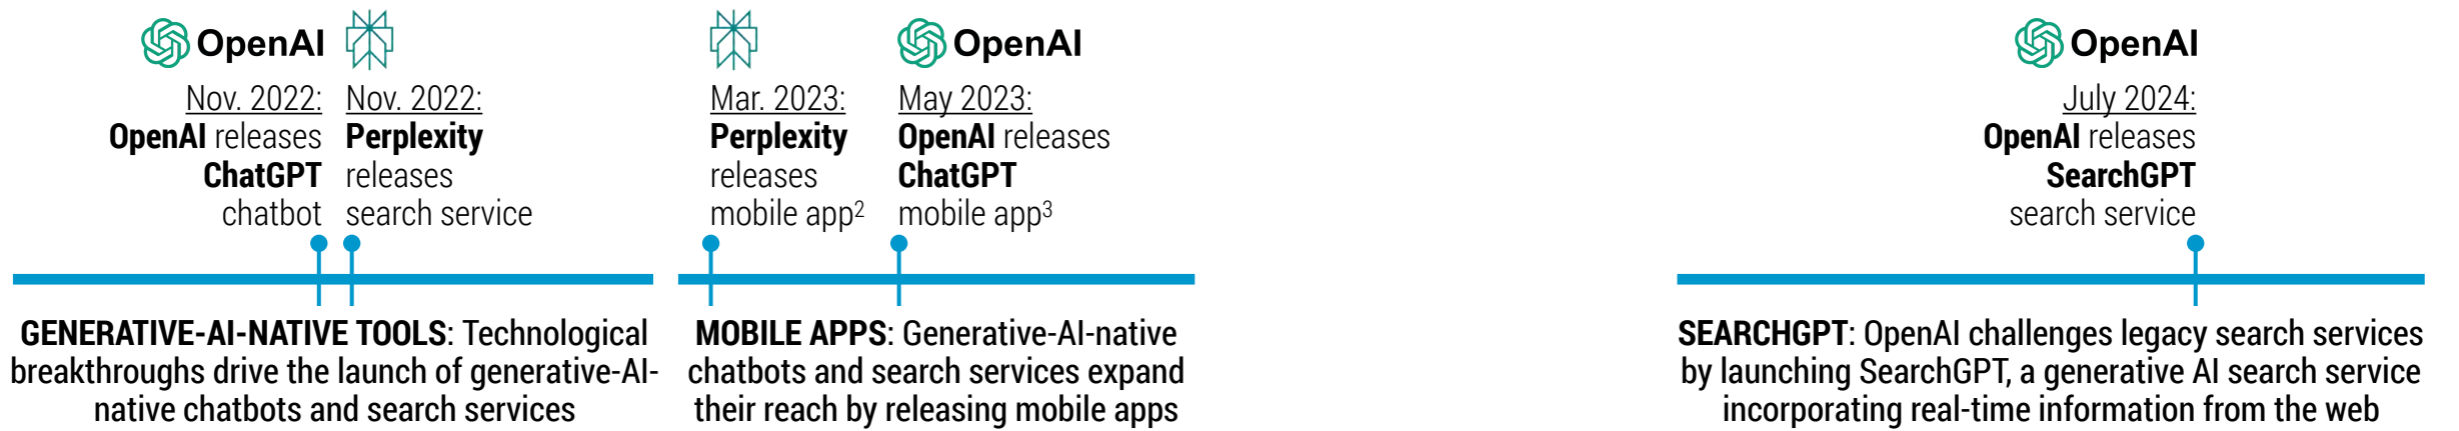 OpenAI
Nov. 2022:
OpenAI releases
ChatGPT
chatbot
Nov. 2022:
Perplexity
releases
search service
Mar. 2023:
Perplexity
releases
mobile app2
OpenAI
May 2023:
OpenAI releases
ChatGPT
mobile app3
OpenAI
July 2024:
OpenAI releases
SearchGPT
search service
GENERATIVE-AI-NATIVE TOOLS: Technological
breakthroughs drive the launch of generative-AI-
native chatbots and search services
MOBILE APPS: Generative-AI-native
chatbots and search services expand
their reach by releasing mobile apps
SEARCHGPT: OpenAI challenges legacy search services
by launching SearchGPT, a generative AI search service
incorporating real-time information from the web